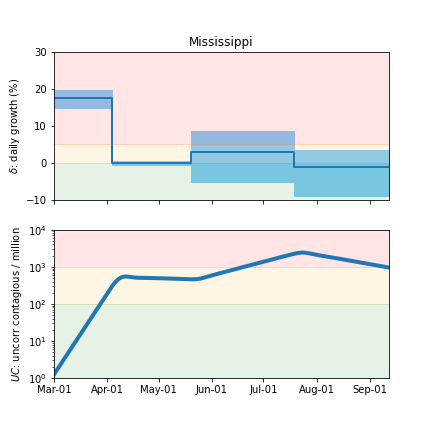 Mississippi
30
20
10
0
−10
δ: daily growth (%)
10⁴
10³
10²
10¹
10⁰
UC: uncorr contagious / million
Mar-01 Apr-01 May-01 Jun-01 Jul-01 Aug-01 Sep-01